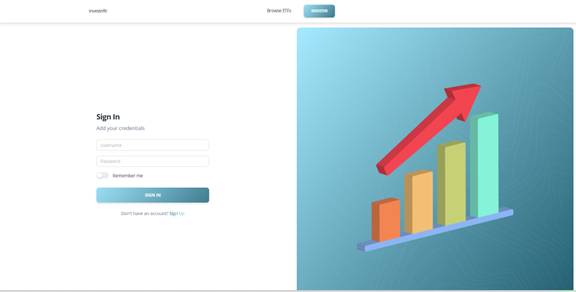 investetfir
Browse ETFs
REGISTER
Sign In
Add your credentials
Username
Password
Remember me
SIGN IN
Don't have an account? Sign Up